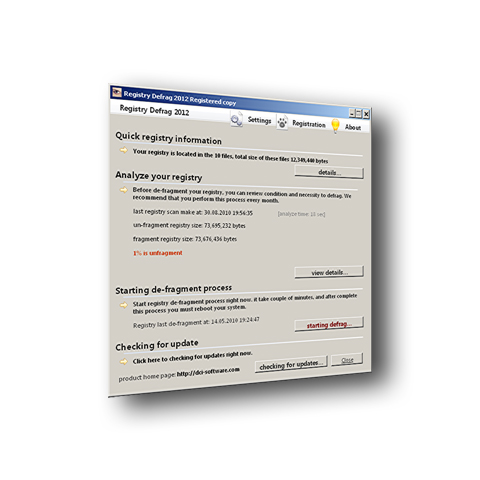 Registry Defrag 2012 Registered copy
Registry Defrag 2012
Settings
Registration
About
Quick registry information
Your registry is located in the 10 files, total size of these files 12,349,440 bytes
details...
Analyze your registry
Before de-fragment your registry, you can review condition and necessity to defrag. We
recommend that you perform this process every month.
last registry scan make at: 30.08.2010 19:56:35
[analyze time: 10 sec]
un-fragment registry size: 73,695,232 bytes
fragment registry size: 73,676,436 bytes
1% is unfragment
view details...
Starting de-fragment process
Start registry de-fragment process right now. it take couple of minutes, and after complete
this process you must reboot your system.
Registry last de-fragment at: 14.05.2010 19:24:47
starting defrag...
Checking for update
Click here to checking for updates right now.
checking for updates...
Close
product home page: http://dci-software.com